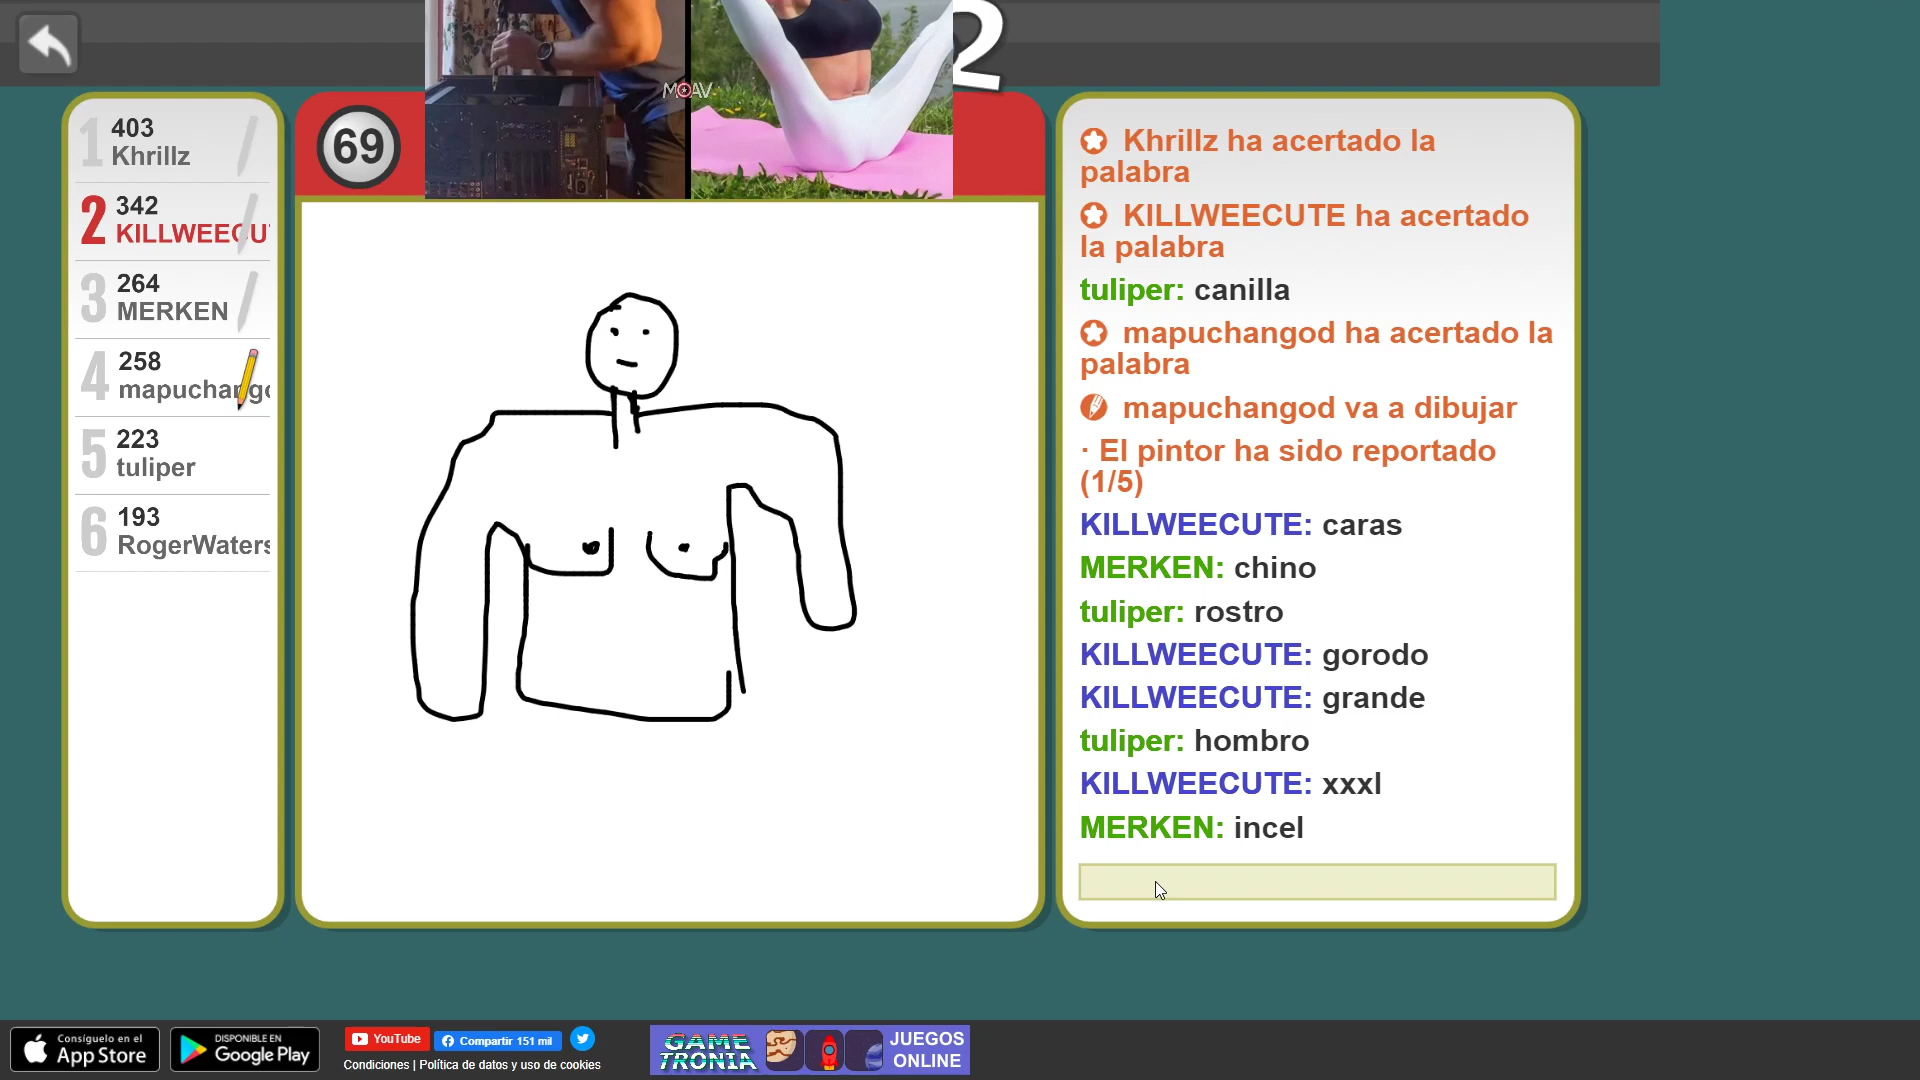 2
MOAV
69
1 403
Khrillz
2 342
KILLWEECU
3 264
MERKEN
4 258
mapuchango
5 223
tuliper
6 193
RogerWaters
Khrillz ha acertado la
palabra
KILLWEECUTE ha acertado
la palabra
tuliper: canilla
mapuchangod ha acertado la
palabra
mapuchangod va a dibujar
· El pintor ha sido reportado
(1/5)
KILLWEECUTE: caras
MERKEN: chino
tuliper: rostro
KILLWEECUTE: gorodo
KILLWEECUTE: grande
tuliper: hombro
KILLWEECUTE: xxxl
MERKEN: incel
Consíguelo en el
App Store
DISPONIBLE EN
Google Play
YouTube
Compartir 151 mil
Condiciones | Política de datos y uso de cookies
GAME
TRONIA
JUEGOS
ONLINE